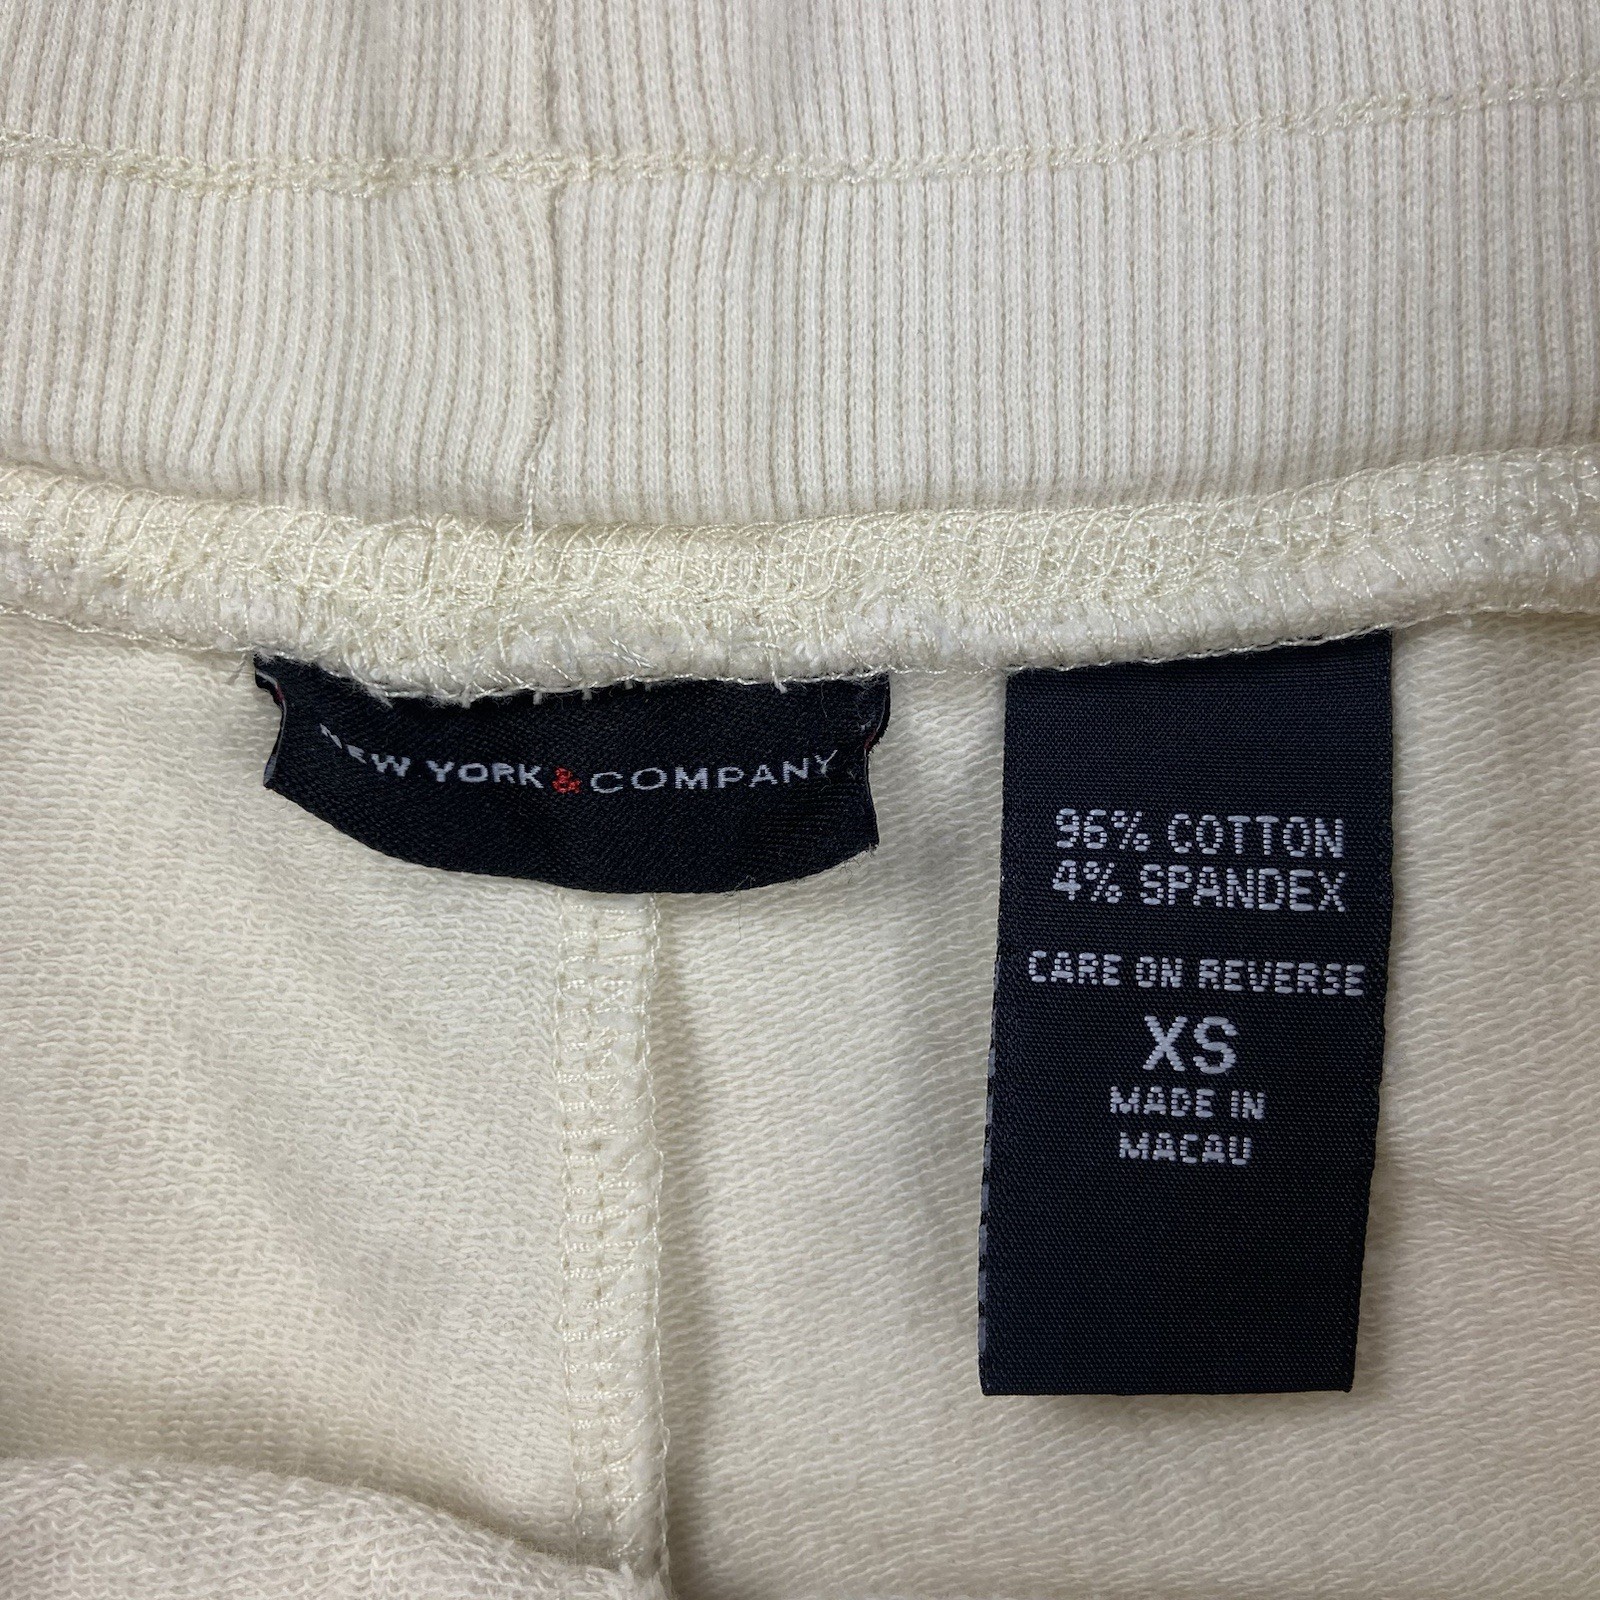 NEW YORK & COMPANY
96% COTTON
4% SPANDEX
CARE ON REVERSE
XS
MADE IN
MACAU